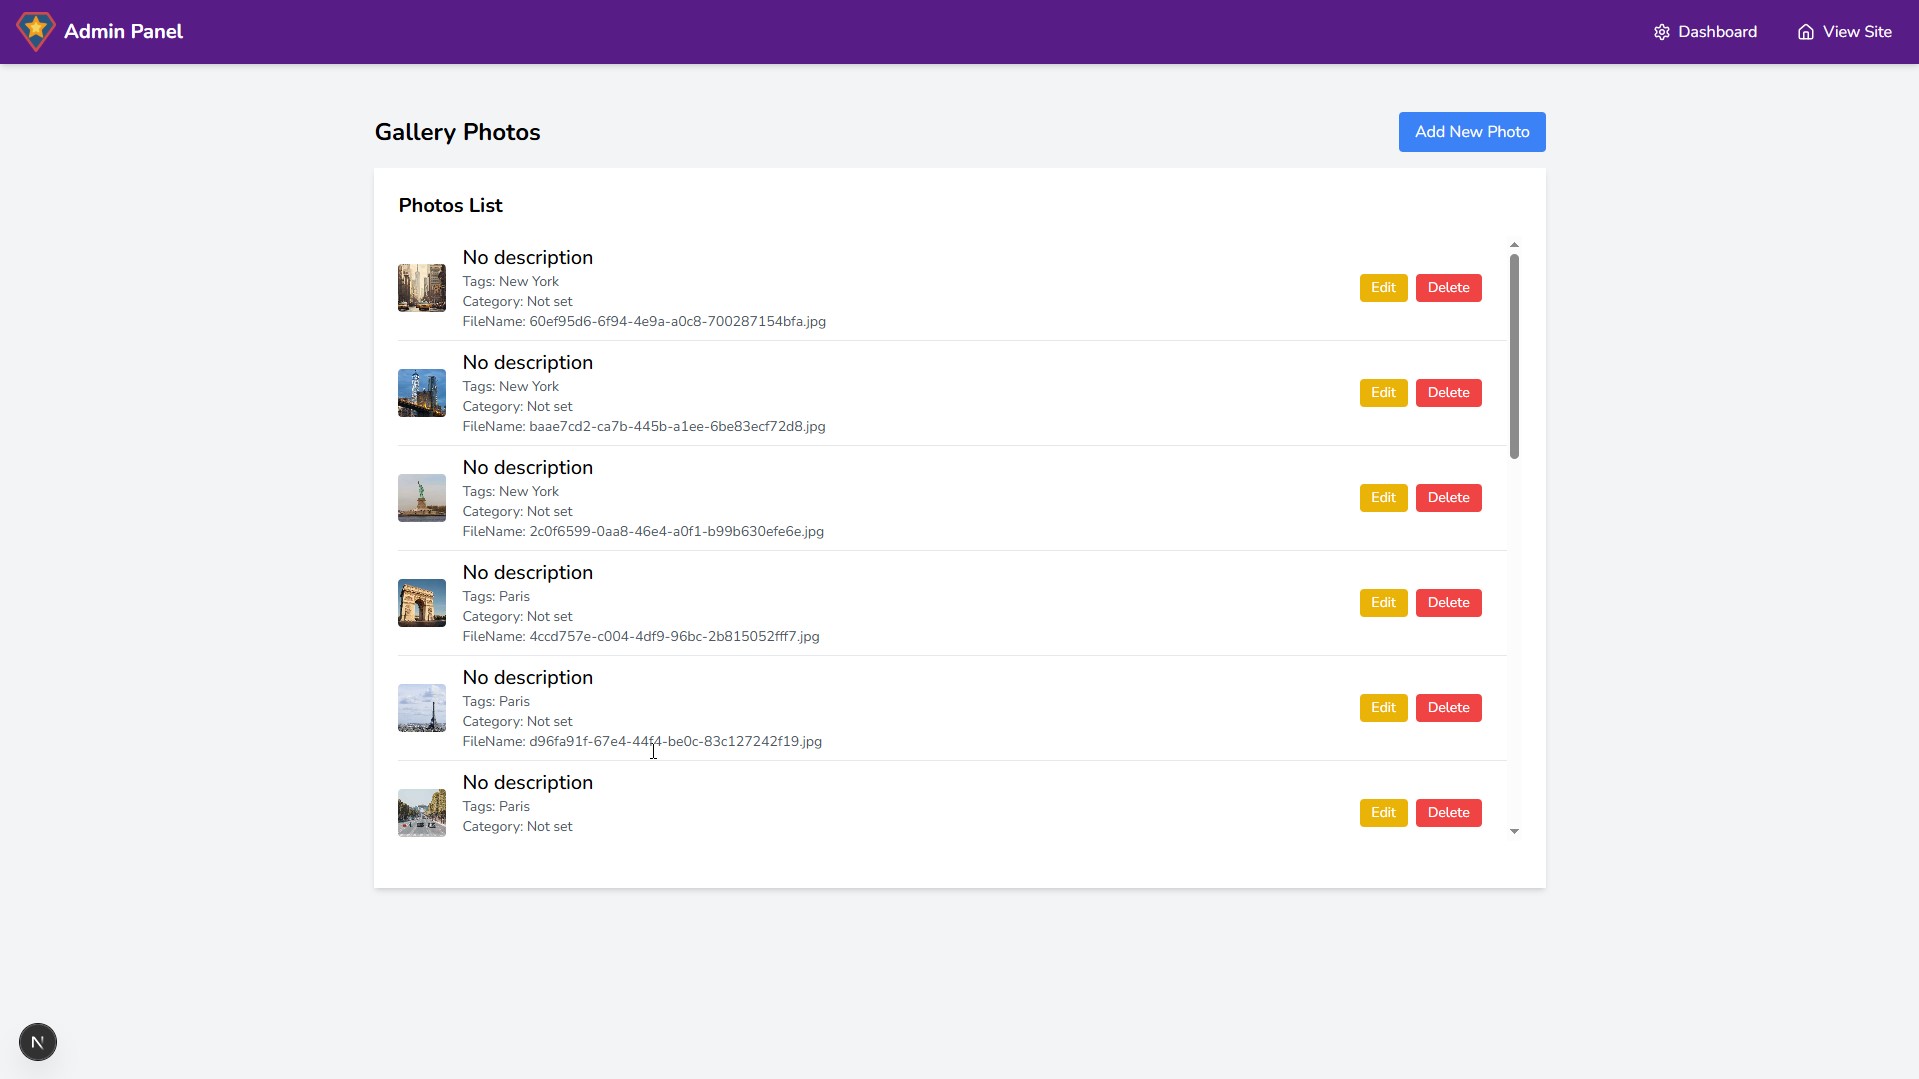 Admin Panel
Dashboard
View Site
Gallery Photos
Add New Photo
Photos List
No description
Tags: New York
Category: Not set
FileName: 60ef95d6-6f94-4e9a-a0c8-700287154bfa.jpg
Edit
Delete
No description
Tags: New York
Category: Not set
FileName: baae7cd2-ca7b-445b-a1ee-6be83ecf72d8.jpg
Edit
Delete
No description
Tags: New York
Category: Not set
FileName: 2c0f6599-0aa8-46e4-a0f1-b99b630efe6e.jpg
Edit
Delete
No description
Tags: Paris
Category: Not set
FileName: 4ccd757e-c004-4df9-96bc-2b815052fff7.jpg
Edit
Delete
No description
Tags: Paris
Category: Not set
FileName: d96fa91f-67e4-44f4-be0c-83c127242f19.jpg
Edit
Delete
No description
Tags: Paris
Category: Not set
Edit
Delete
N